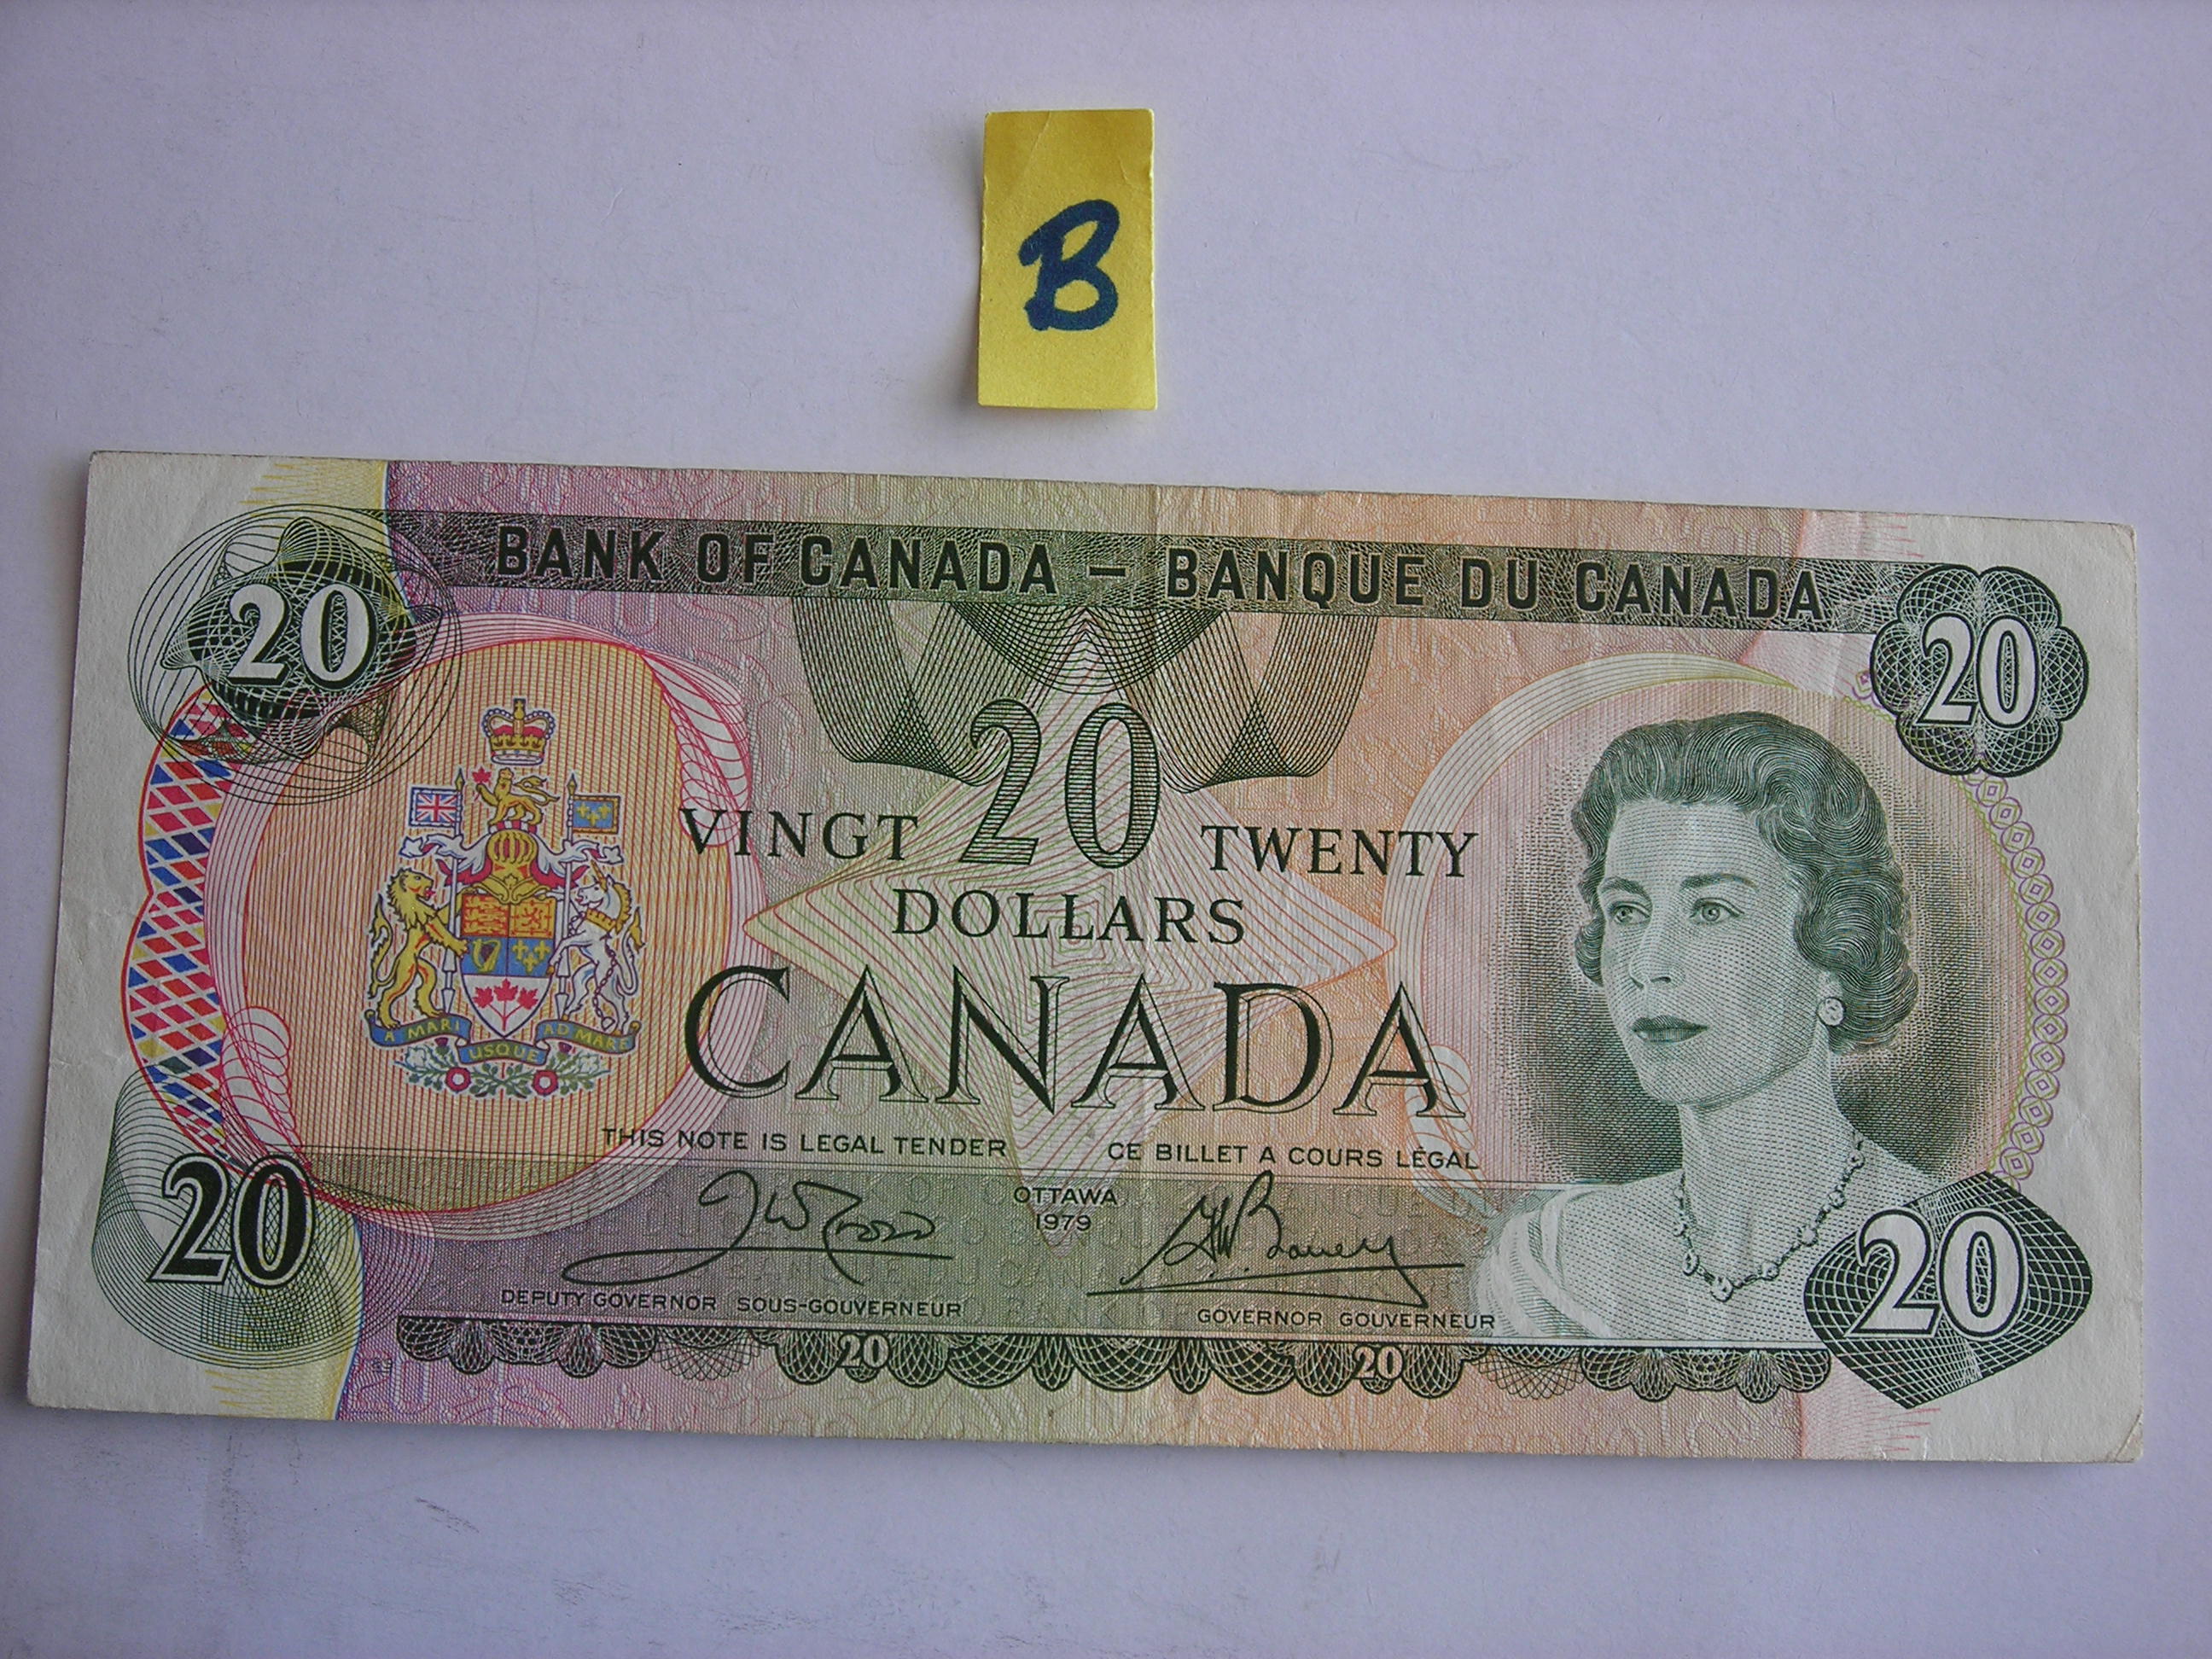 B
BANK OF CANADA – BANQUE DU CANADA
20
20
20
VINGT TWENTY
DOLLARS
CANADA
A MARI USQUE AD MARE
THIS NOTE IS LEGAL TENDER CE BILLET A COURS LÉGAL
OTTAWA
1979
20
20
DEPUTY GOVERNOR SOUS-GOUVERNEUR
GOVERNOR GOUVERNEUR
20
20